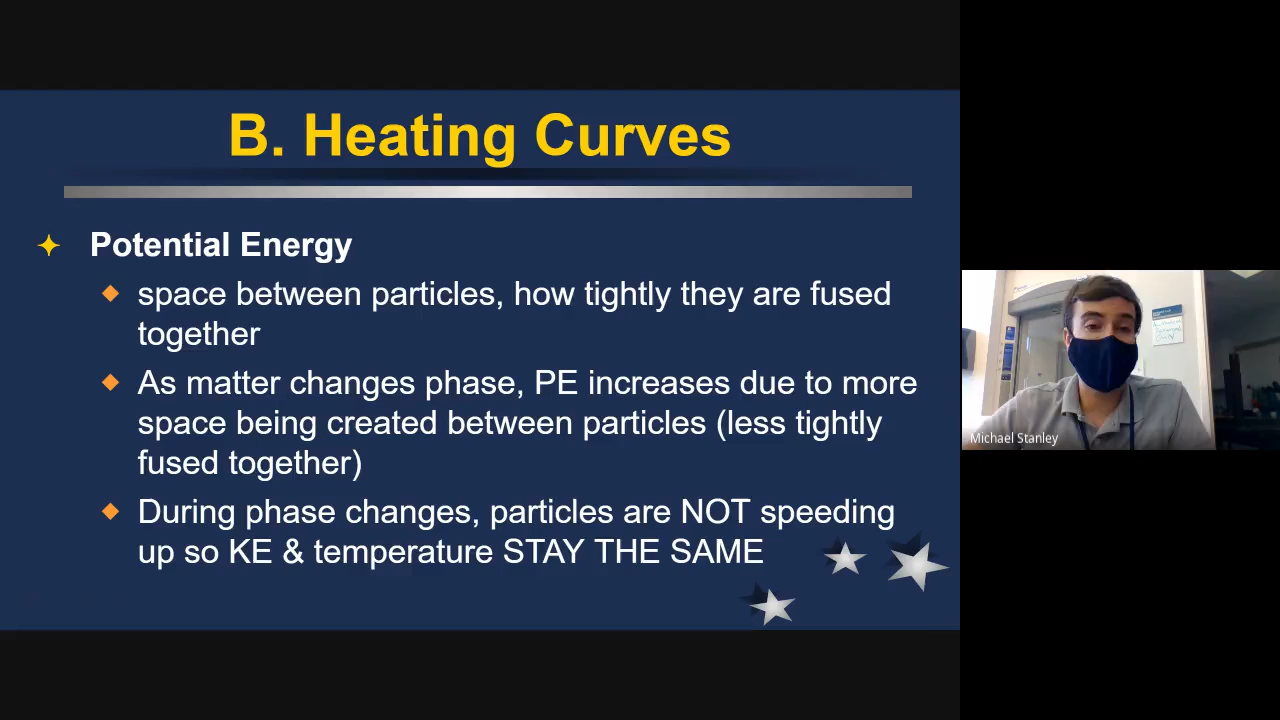 B. Heating Curves
Potential Energy
space between particles, how tightly they are fused
together
As matter changes phase, PE increases due to more
space being created between particles (less tightly
fused together)
During phase changes, particles are NOT speeding
up so KE & temperature STAY THE SAME
Michael Stanley